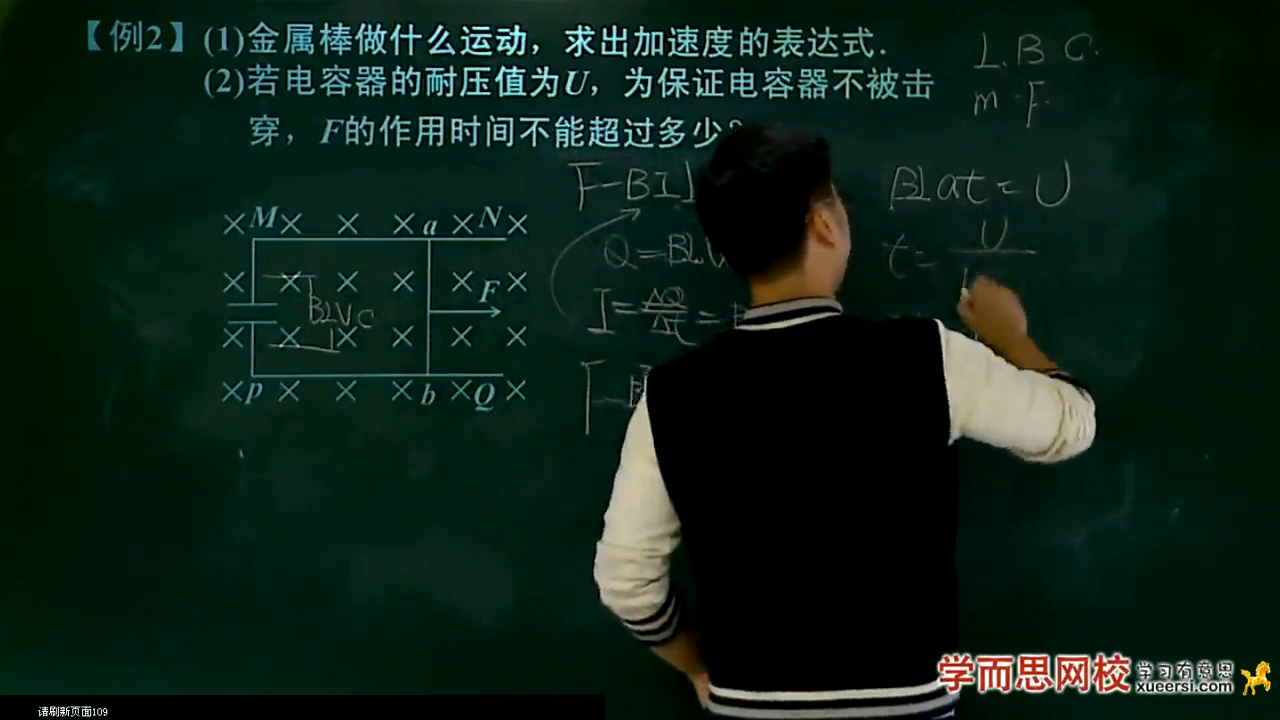 【例2】(1)金属棒做什么运动，求出加速度的表达式.
(2)若电容器的耐压值为U，为保证电容器不被击
穿，F的作用时间不能超过多少?
L B C
m F
M a N
F
BLVC
P b Q
F-BIL
Q=BLV
I=ΔQ/Δt=
F-B
BLat=U
t=U
学而思网校 学习有意思
xueersi.com
请刷新页面109